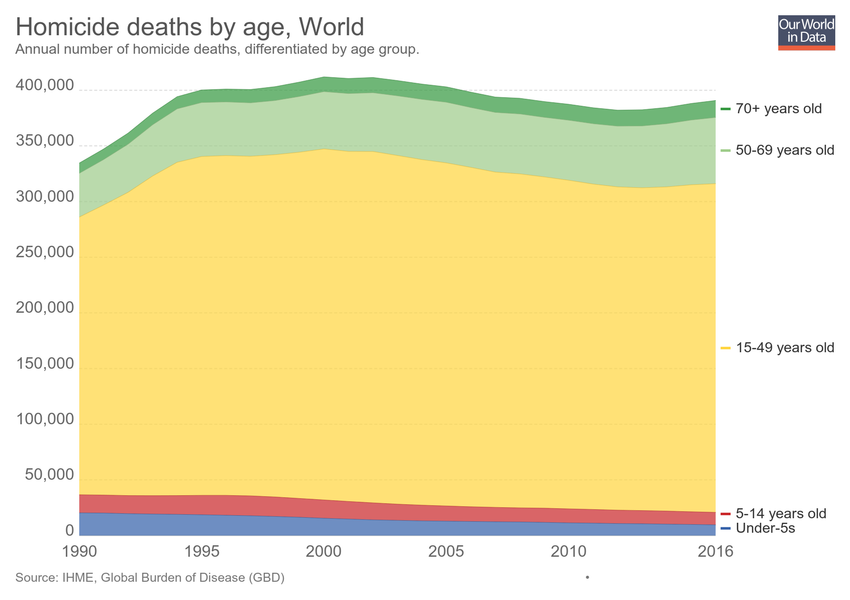 Homicide deaths by age, World
Annual number of homicide deaths, differentiated by age group.
Our World
in Data
400,000
350,000
300,000
250,000
200,000
150,000
100,000
50,000
0
70+ years old
50-69 years old
15-49 years old
5-14 years old
Under-5s
1990 1995 2000 2005 2010 2016
Source: IHME, Global Burden of Disease (GBD)